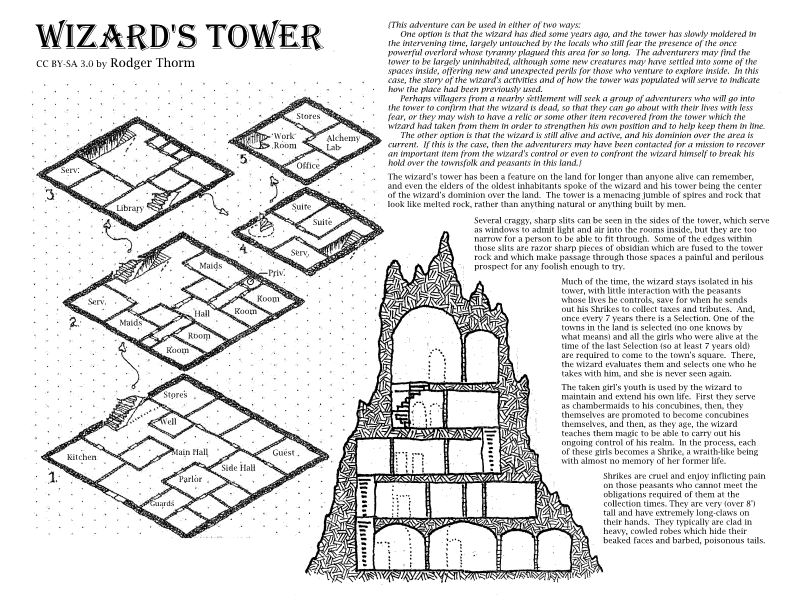 WIZARD'S TOWER
CC BY-SA 3.0 by Rodger Thorm
[This adventure can be used in either of two ways:
One option is that the wizard has died some years ago, and the tower has slowly moldered in
the intervening time, largely untouched by the locals who still fear the presence of the once
powerful overlord whose tyranny plagued this area for so long. The adventurers may find the
tower to be largely uninhabited, although some new creatures may have settled into some of the
spaces inside, offering new and unexpected perils for those who venture to explore inside. In this
case, the story of the wizard's activities and of how the tower was populated will serve to indicate
how the place had been previously used.
Perhaps villagers from a nearby settlement will seek a group of adventurers who will go into
the tower to confirm that the wizard is dead, so that they can go about with their lives with less
fear, or they may wish to have a relic or some other item recovered from the tower which the
wizard had taken from them in order to strengthen his own position and to help keep them in line.
The other option is that the wizard is still alive and active, and his dominion over the area is
current. If this is the case, then the adventurers may have been contacted for a mission to recover
an important item from the wizard's control or even to confront the wizard himself to break his
hold over the townsfolk and peasants in this land.]
The wizard's tower has been a feature on the land for longer than anyone alive can remember,
and even the elders of the oldest inhabitants spoke of the wizard and his tower being the center
of the wizard's dominion over the land. The tower is a menacing jumble of spires and rock that
look like melted rock, rather than anything natural or anything built by men.
Several craggy, sharp slits can be seen in the sides of the tower, which serve
as windows to admit light and air into the rooms inside, but they are too
narrow for a person to be able to fit through. Some of the edges within
those slits are razor sharp pieces of obsidian which are fused to the tower
rock and which make passage through those spaces a painful and perilous
prospect for any foolish enough to try.
Much of the time, the wizard stays isolated in his
tower, with little interaction with the peasants
whose lives he controls, save for when he sends
out his Shrikes to collect taxes and tributes. And,
once every 7 years there is a Selection. One of the
towns in the land is selected (no one knows by
what means) and all the girls who were alive at the
time of the last Selection (so at least 7 years old)
are required to come to the town's square. There,
the wizard evaluates them and selects one who he
takes with him, and she is never seen again.
The taken girl's youth is used by the wizard to
maintain and extend his own life. First they serve
as chambermaids to his concubines, then, they
themselves are promoted to become concubines
themselves, and then, as they age, the wizard
teaches them magic to be able to carry out his
ongoing control of his realm. In the process, each
of these girls becomes a Shrike, a wraith-like being
with almost no memory of her former life.
Shrikes are cruel and enjoy inflicting pain
on those peasants who cannot meet the
obligations required of them at the
collection times. They are very (over 8')
tall and have extremely long-claws on
their hands. They typically are clad in
heavy, cowled robes which hide their
beaked faces and barbed, poisonous tails.
Stores
'Work' Room
Alchemy Lab
Office
5
Serv.
Library
3
Suite
Suite
Serv.
4
Maids
Priv.
Serv.
Room
Hall
Room
Maids
Room
Room
2
Stores
Well
Kitchen
Main Hall
Guest
Side Hall
Parlor
Guards
1